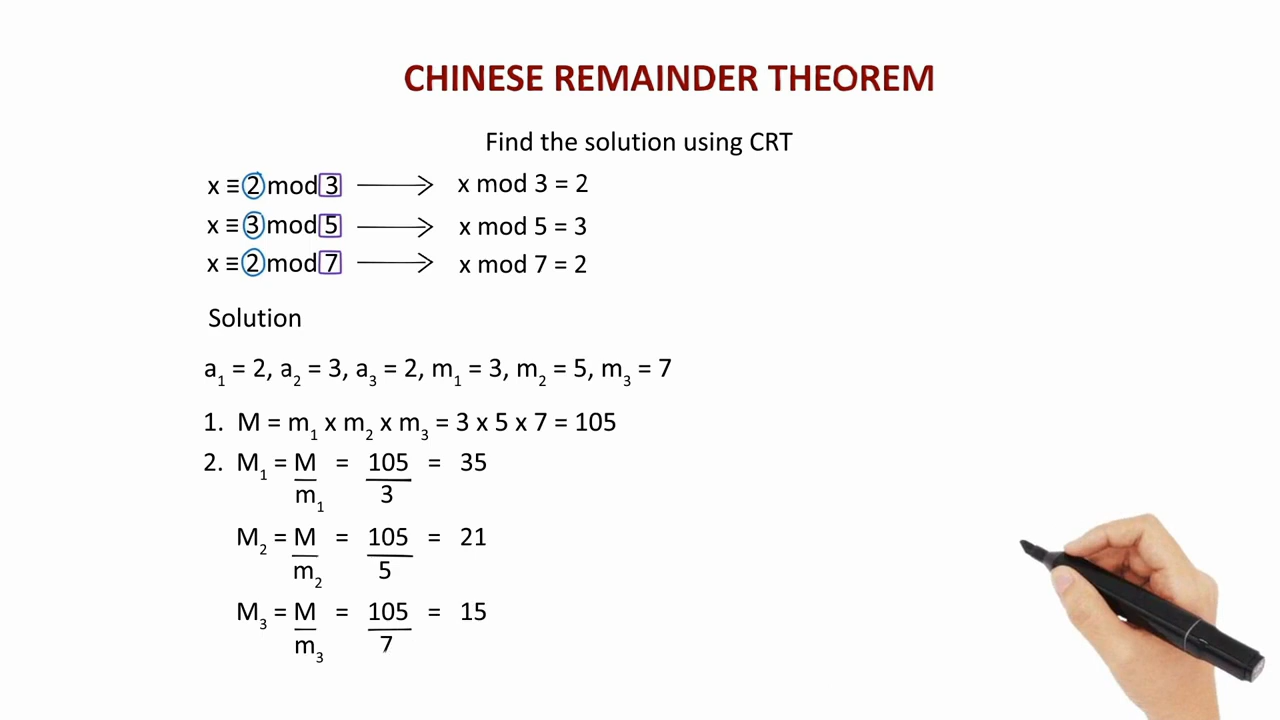 CHINESE REMAINDER THEOREM
Find the solution using CRT
x ≡ 2 mod 3 ⟶ x mod 3 = 2
x ≡ 3 mod 5 ⟶ x mod 5 = 3
x ≡ 2 mod 7 ⟶ x mod 7 = 2
Solution
a₁ = 2, a₂ = 3, a₃ = 2, m₁ = 3, m₂ = 5, m₃ = 7
1. M = m₁ x m₂ x m₃ = 3 x 5 x 7 = 105
2. M₁ = M = 105 = 35
m₁ 3
M₂ = M = 105 = 21
m₂ 5
M₃ = M = 105 = 15
m₃ 7